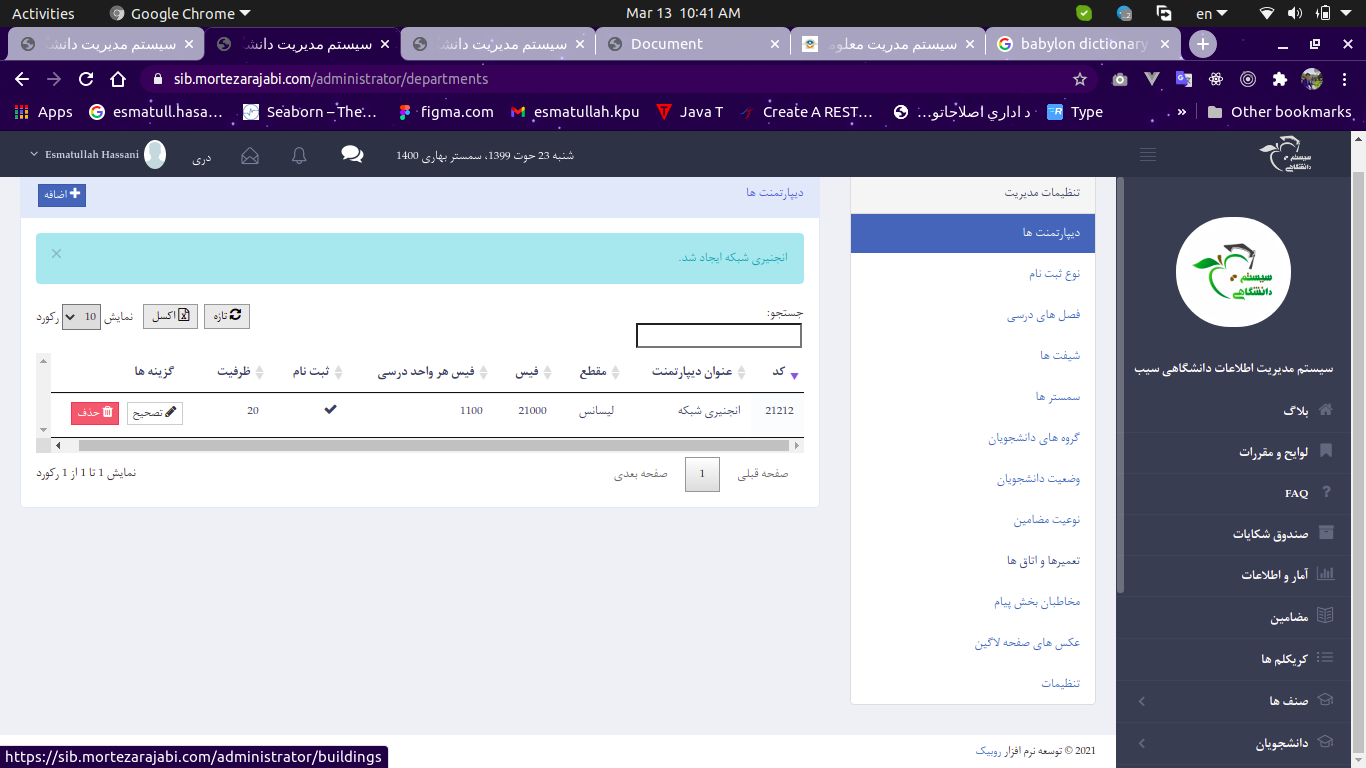 Activities
Google Chrome
Mar 13 10:41 AM
en
سیستم مدیریت دانش
سیستم مدیریت دانش
سیستم مدیریت دانش
Document
سیستم مدریت معلوم
babylon dictionary
sib.mortezarajabi.com/administrator/departments
Apps
esmatull.hasa...
Seaborn – The...
figma.com
esmatullah.kpu
Java T
Create A REST...
د اداري اصلاحاتو...
Type
»
Other bookmarks
Esmatullah Hassani
دری
شنبه 23 حوت 1399، سمستر بهاری 1400
سیستم دانشگاهی
اضافه
دیپارتمنت ها
انجنیری شبکه ایجاد شد.
×
تازه
اکسل
نمایش 10 رکورد
جستجو:
کد
عنوان دیپارتمنت
مقطع
فیس
فیس هر واحد درسی
ثبت نام
ظرفیت
گزینه ها
21212
انجنیری شبکه
لیسانس
21000
1100
20
تصحیح
حذف
صفحه قبلی
1
صفحه بعدی
نمایش 1 تا 1 از 1 رکورد
تنظیمات مدیریت
دیپارتمنت ها
نوع ثبت نام
فصل های درسی
شیفت ها
سمستر ها
گروه های دانشجویان
وضعیت دانشجویان
نوعیت مضامین
تعمیرها و اتاق ها
مخاطبان بخش پیام
عکس های صفحه لاگین
تنظیمات
سیستم
دانشگاهی
سیستم مدیریت اطلاعات دانشگاهی سیب
بلاگ
لوایح و مقررات
FAQ
صندوق شکایات
آمار و اطلاعات
مضامین
کریکلم ها
صنف ها
دانشجویان
2021 © توسعه نرم افزار روبیک
https://sib.mortezarajabi.com/administrator/buildings